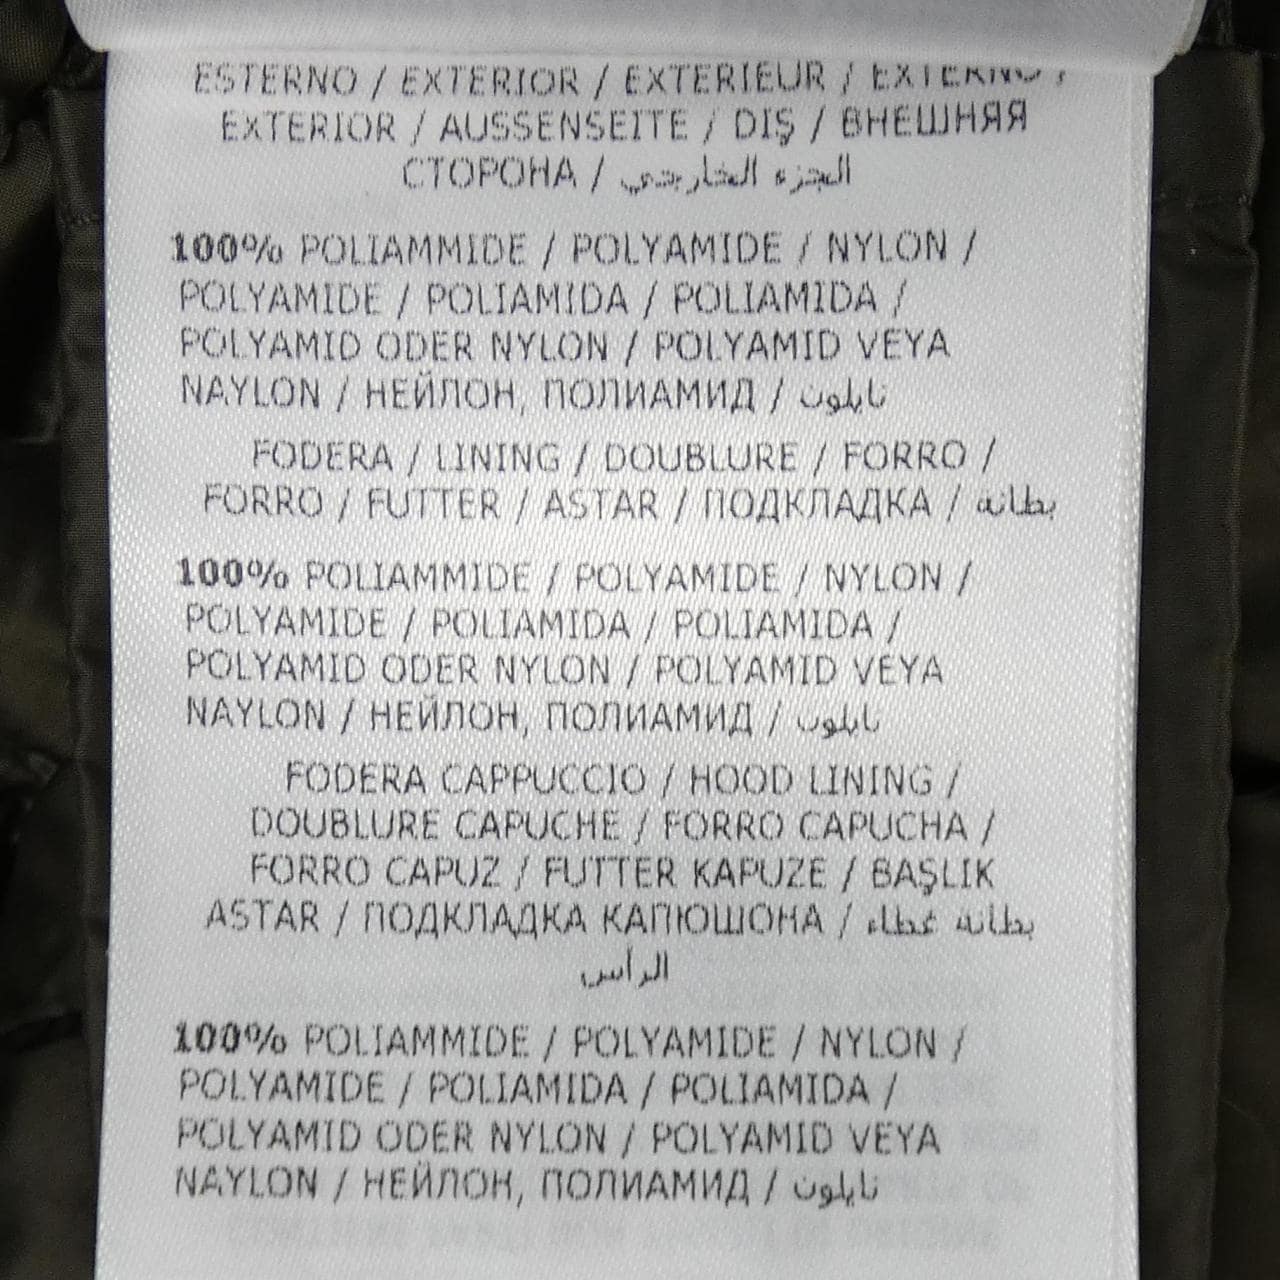 ESTERNO / EXTERIOR / EXTERIEUR / EXTERNO /
EXTERIOR / AUSSENSEITE / DIŞ / ВНЕШНЯЯ
СТОРОНА / الجزء الخارجي
100% POLIAMMIDE / POLYAMIDE / NYLON /
POLYAMIDE / POLIAMIDA / POLIAMIDA /
POLYAMID ODER NYLON / POLYAMID VEYA
NAYLON / НЕЙЛОН, ПОЛИАМИД / نايلون
FODERA / LINING / DOUBLURE / FORRO /
FORRO / FUTTER / ASTAR / ПОДКЛАДКА / بطانه
100% POLIAMMIDE / POLYAMIDE / NYLON /
POLYAMIDE / POLIAMIDA / POLIAMIDA /
POLYAMID ODER NYLON / POLYAMID VEYA
NAYLON / НЕЙЛОН, ПОЛИАМИД / نايلون
FODERA CAPPUCCIO / HOOD LINING /
DOUBLURE CAPUCHE / FORRO CAPUCHA /
FORRO CAPUZ / FUTTER KAPUZE / BAŞLIK
ASTAR / ПОДКЛАДКА КАПЮШОНА / بطانه غطاء
الرأس
100% POLIAMMIDE / POLYAMIDE / NYLON /
POLYAMIDE / POLIAMIDA / POLIAMIDA /
POLYAMID ODER NYLON / POLYAMID VEYA
NAYLON / НЕЙЛОН, ПОЛИАМИД / نايلون